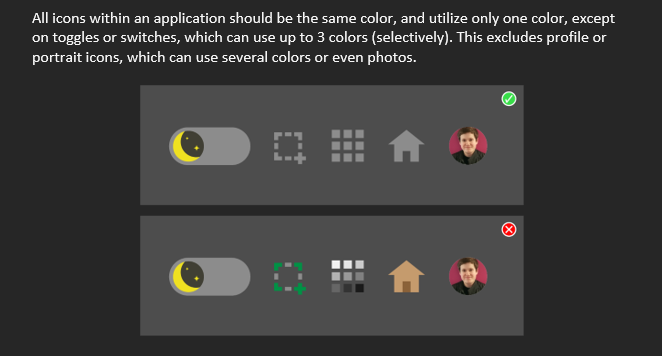 All icons within an application should be the same color, and utilize only one color, except
on toggles or switches, which can use up to 3 colors (selectively). This excludes profile or
portrait icons, which can use several colors or even photos.